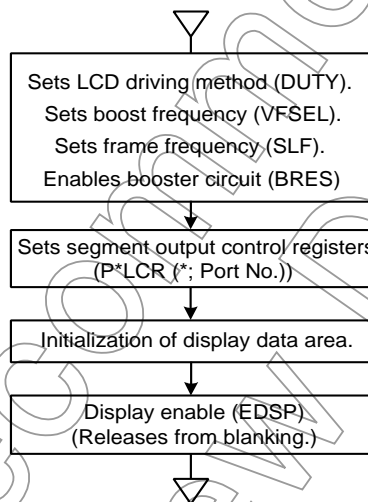 Sets LCD driving method (DUTY).
Sets boost frequency (VFSEL).
Sets frame frequency (SLF).
Enables booster circuit (BRES)
Sets segment output control registers
(P*LCR (*; Port No.))
Initialization of display data area.
Display enable (EDSP)
(Releases from blanking.)